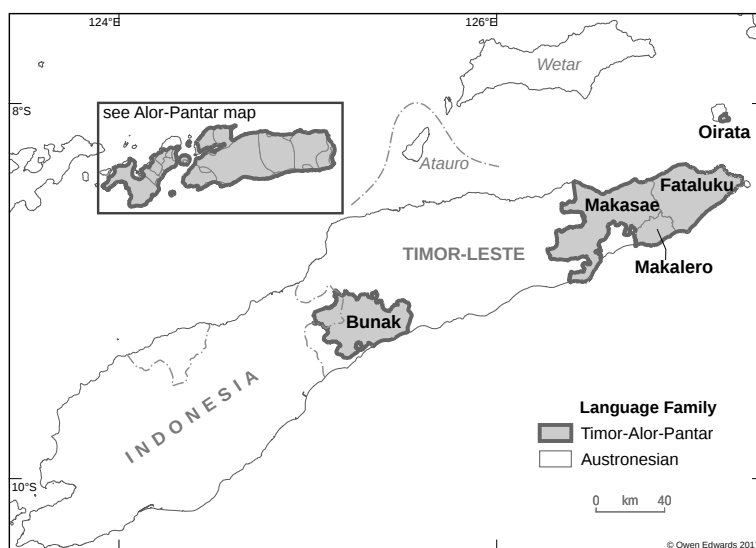 124°E
126°E
Wetar
8°S
see Alor-Pantar map
Oirata
Atauro
Fataluku
Makasae
TIMOR-LESTE
Makalero
Bunak
INDONESIA
Language Family
Timor-Alor-Pantar
Austronesian
10°S
0 km 40
© Owen Edwards 201